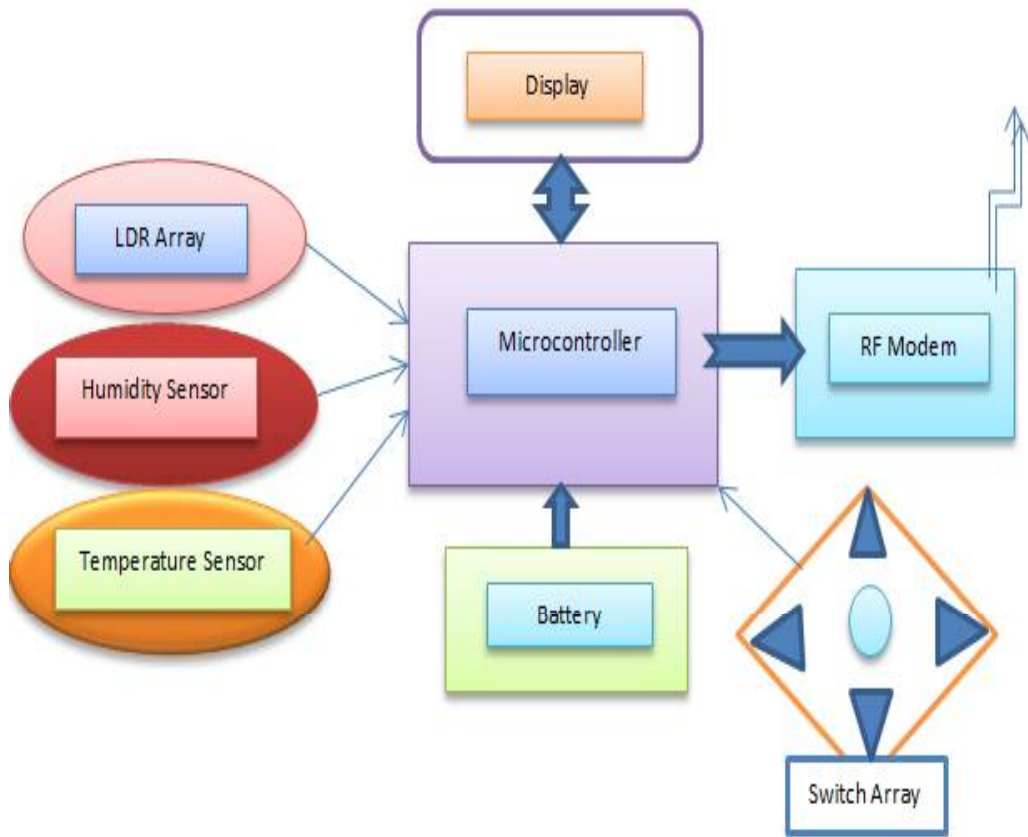 Display
LDR Array
Microcontroller
RF Modem
Humidity Sensor
Temperature Sensor
Battery
Switch Array